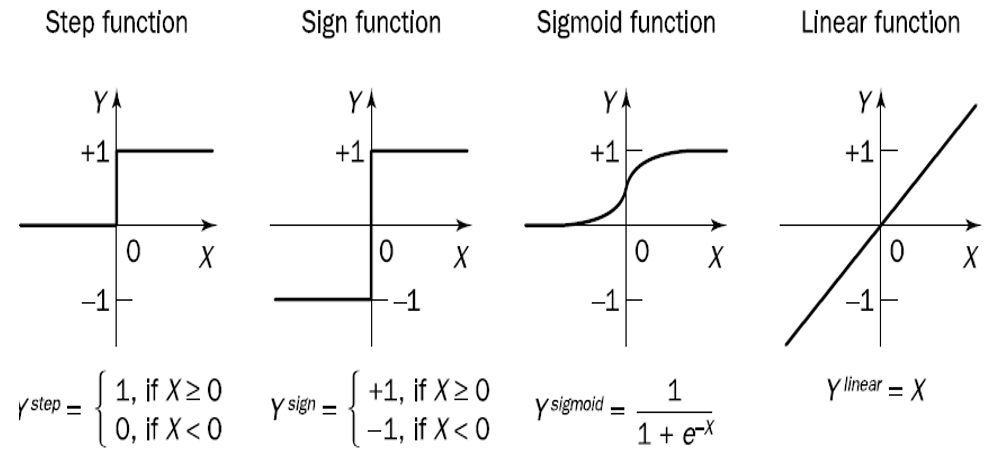 Step function
Sign function
Sigmoid function
Linear function
Y
+1
0
X
–1
Y
+1
0
X
–1
Y
+1
0
X
–1
Y
+1
0
X
–1
Y step = { 1, if X ≥ 0
0, if X < 0
Y sign = { +1, if X ≥ 0
–1, if X < 0
Y sigmoid = 1
1 + e–X
Y linear = X